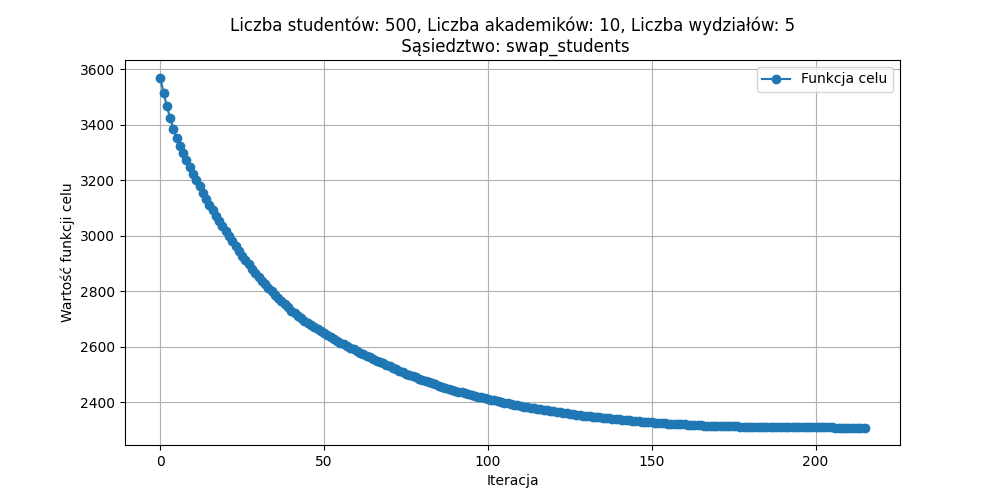 Liczba studentów: 500, Liczba akademików: 10, Liczba wydziałów: 5
Sąsiedztwo: swap_students
Funkcja celu
Wartość funkcji celu
3600
3400
3200
3000
2800
2600
2400
0 50 100 150 200
Iteracja